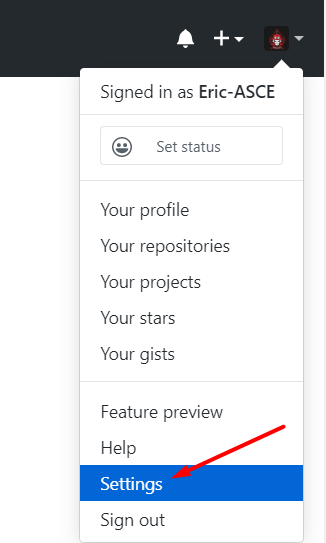 Signed in as Eric-ASCE
Set status
Your profile
Your repositories
Your projects
Your stars
Your gists
Feature preview
Help
Settings
Sign out